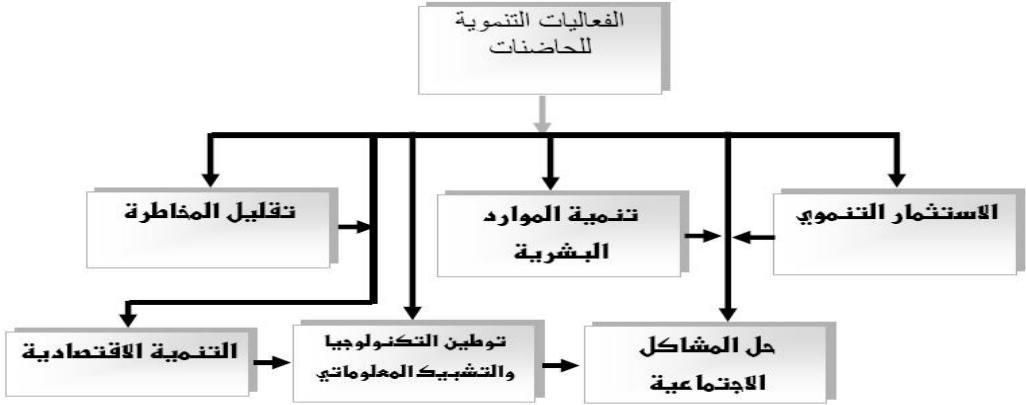 الفعاليات التنموية
للحاضنات
الاستثمار التنموي
تنمية الموارد
البشرية
تقليل المخاطرة
حل المشاكل
الاجتماعية
توطين التكنولوجيا
والتشبيك المعلوماتي
التنمية الاقتصادية